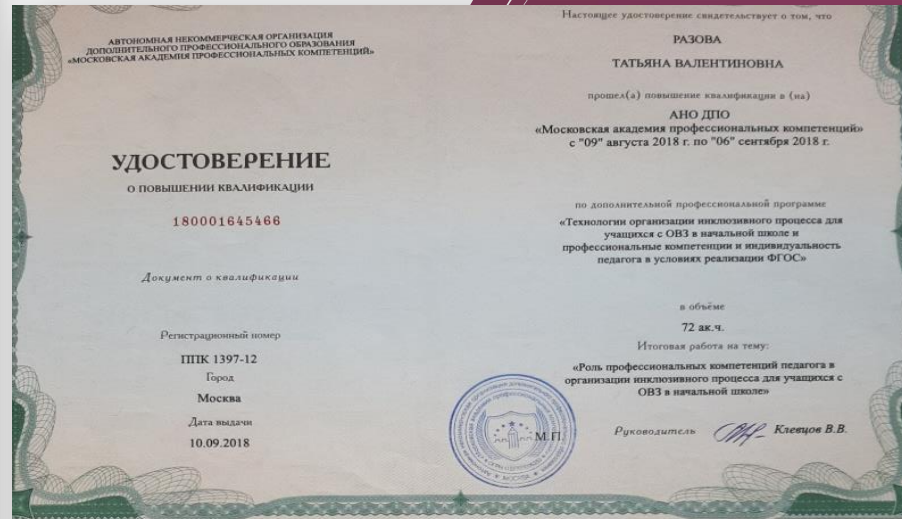 АВТОНОМНАЯ НЕКОММЕРЧЕСКАЯ ОРГАНИЗАЦИЯ
ДОПОЛНИТЕЛЬНОГО ПРОФЕССИОНАЛЬНОГО ОБРАЗОВАНИЯ
«МОСКОВСКАЯ АКАДЕМИЯ ПРОФЕССИОНАЛЬНЫХ КОМПЕТЕНЦИЙ»
УДОСТОВЕРЕНИЕ
О ПОВЫШЕНИИ КВАЛИФИКАЦИИ
180001645466
Документ о квалификации
Регистрационный номер
ППК 1397-12
Город
Москва
Дата выдачи
10.09.2018
Настоящее удостоверение свидетельствует о том, что
РАЗОВА
ТАТЬЯНА ВАЛЕНТИНОВНА
прошел(а) повышение квалификации в (на)
АНО ДПО
«Московская академия профессиональных компетенций»
с "09" августа 2018 г. по "06" сентября 2018 г.
по дополнительной профессиональной программе
«Технологии организации инклюзивного процесса для
учащихся с ОВЗ в начальной школе и
профессиональные компетенции и индивидуальность
педагога в условиях реализации ФГОС»
в объёме
72 ак.ч.
Итоговая работа на тему:
«Роль профессиональных компетенций педагога в
организации инклюзивного процесса для учащихся с
ОВЗ в начальной школе»
М.П.
Руководитель Клевцов В.В.